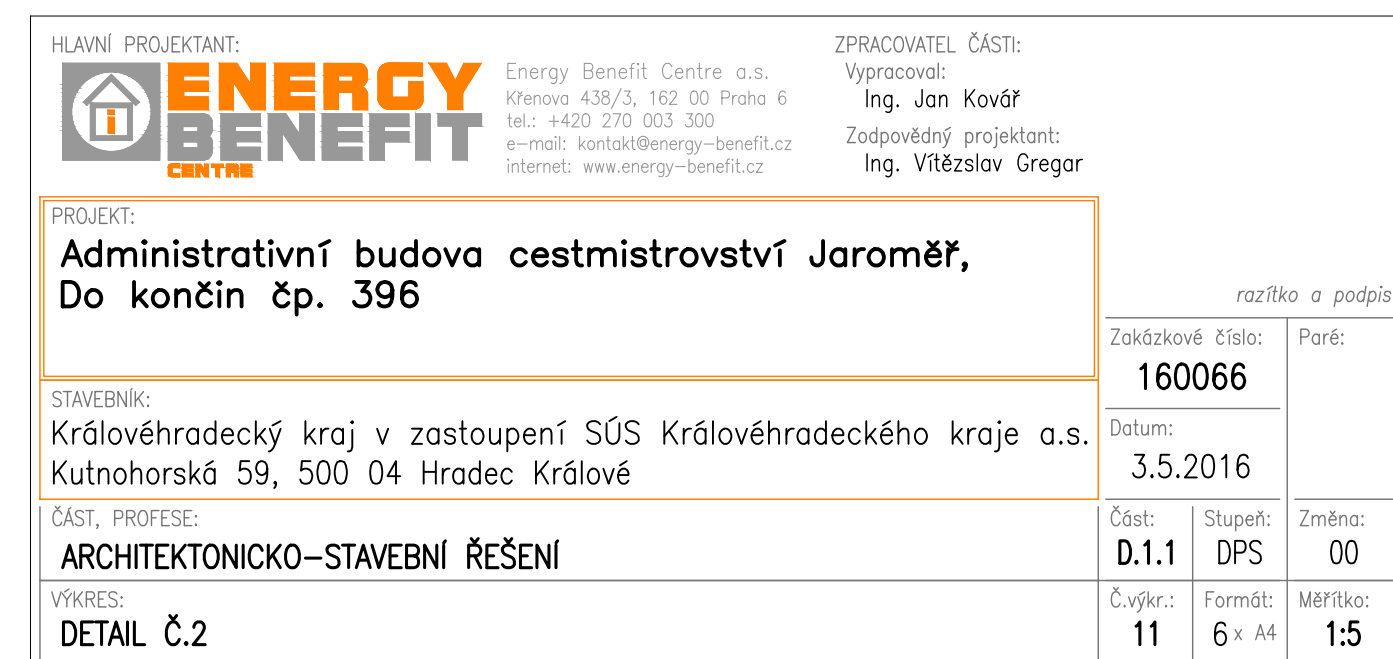 HLAVNÍ PROJEKTANT:
ENERGY
BENEFIT
CENTRE
Energy Benefit Centre a.s.
Křenova 438/3, 162 00 Praha 6
tel.: +420 270 003 300
e-mail: kontakt@energy-benefit.cz
internet: www.energy-benefit.cz
ZPRACOVATEL ČÁSTI:
Vypracoval:
Ing. Jan Kovář
Zodpovědný projektant:
Ing. Vítězslav Gregar
PROJEKT:
Administrativní budova cestmistrovství Jaroměř,
Do končin čp. 396
razítko a podpis
Zakázkové číslo:
160066
Paré:
STAVEBNÍK:
Královéhradecký kraj v zastoupení SÚS Královéhradeckého kraje a.s.
Kutnohorská 59, 500 04 Hradec Králové
Datum:
3.5.2016
ČÁST, PROFESE:
ARCHITEKTONICKO-STAVEBNÍ ŘEŠENÍ
Část:
D.1.1
Stupeň:
DPS
Změna:
00
VÝKRES:
DETAIL Č.2
Č.výkr.:
11
Formát:
6 x A4
Měřítko:
1:5